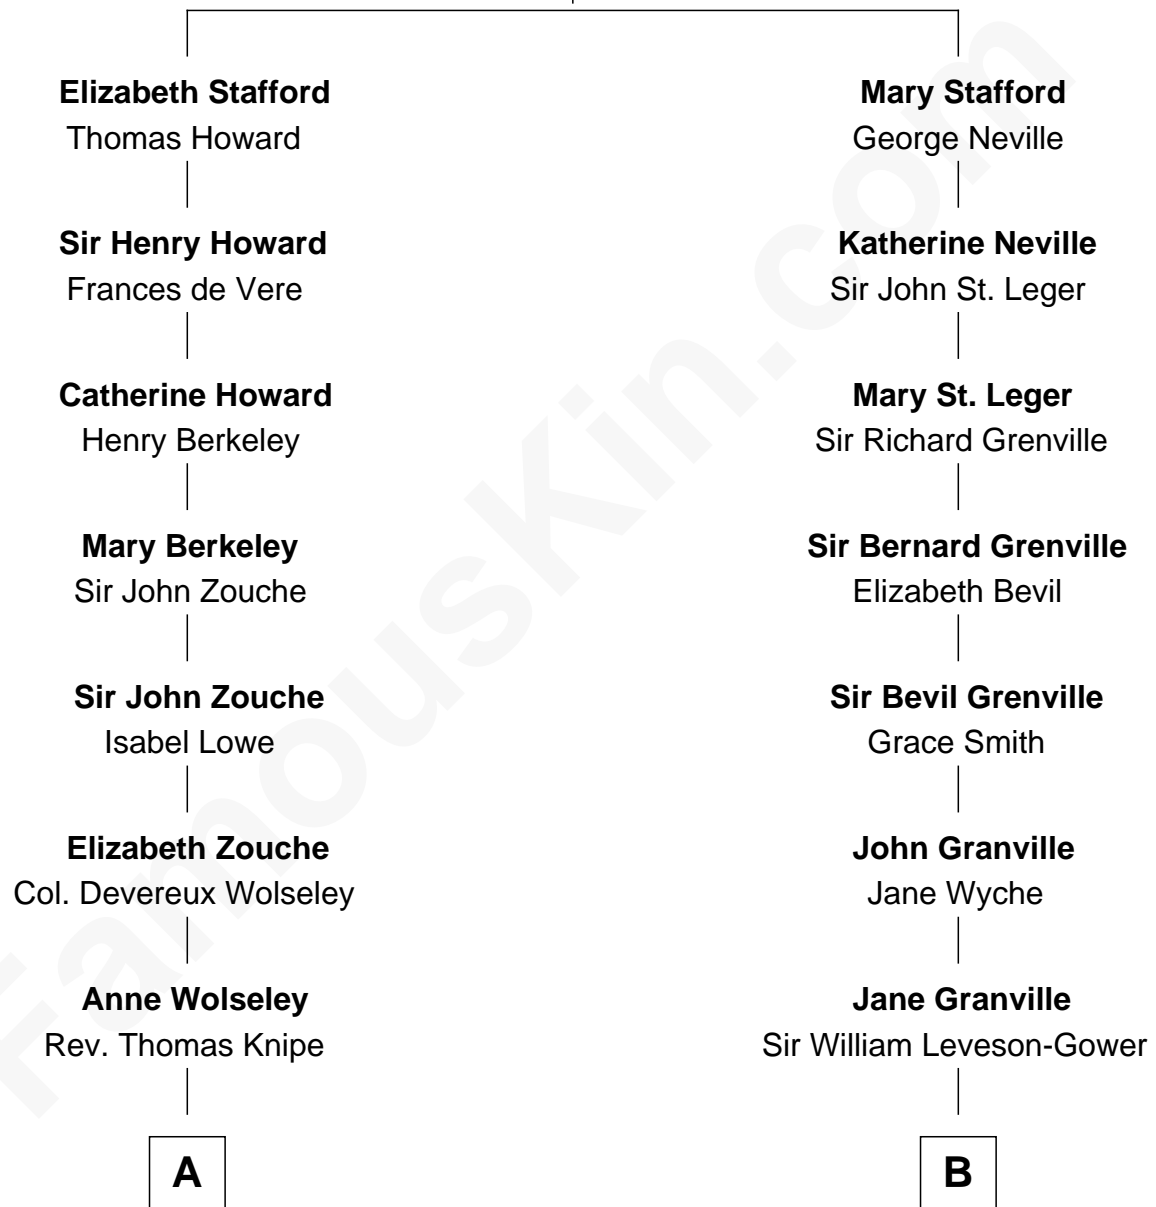 Elizabeth Stafford
Thomas Howard
Mary Stafford
George Neville
Sir Henry Howard
Frances de Vere
Katherine Neville
Sir John St. Leger
Catherine Howard
Henry Berkeley
Mary St. Leger
Sir Richard Grenville
Mary Berkeley
Sir John Zouche
Sir Bernard Grenville
Elizabeth Bevil
Sir John Zouche
Isabel Lowe
Sir Bevil Grenville
Grace Smith
Elizabeth Zouche
Col. Devereux Wolseley
John Granville
Jane Wyche
Anne Wolseley
Rev. Thomas Knipe
Jane Granville
Sir William Leveson-Gower
A
B
FamousKin.com